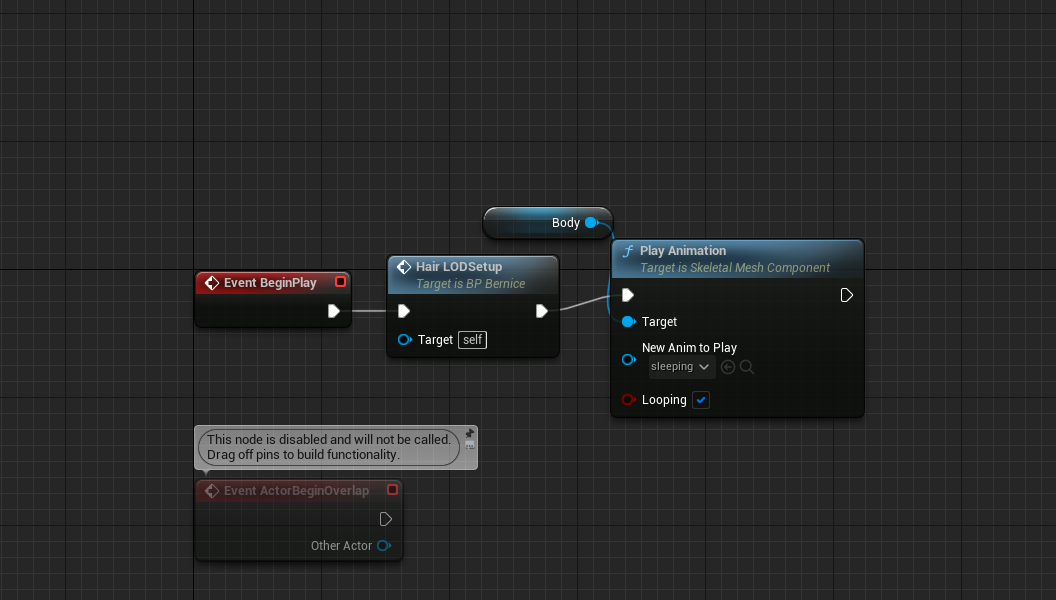 Body
Play Animation
Target is Skeletal Mesh Component
Hair LODSetup
Target is BP Bernice
Event BeginPlay
Target self
Target
New Anim to Play
sleeping
Looping
This node is disabled and will not be called.
Drag off pins to build functionality.
Event ActorBeginOverlap
Other Actor